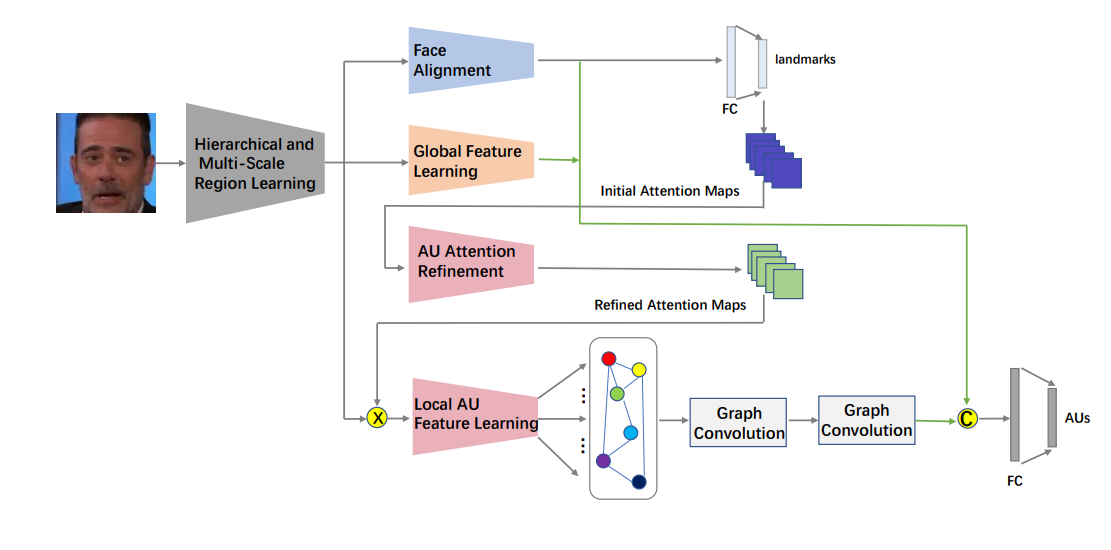 Face
Alignment
landmarks
FC
Hierarchical and
Multi-Scale
Region Learning
Global Feature
Learning
Initial Attention Maps
AU Attention
Refinement
Refined Attention Maps
X
Local AU
Feature Learning
Graph
Convolution
Graph
Convolution
C
AUs
FC